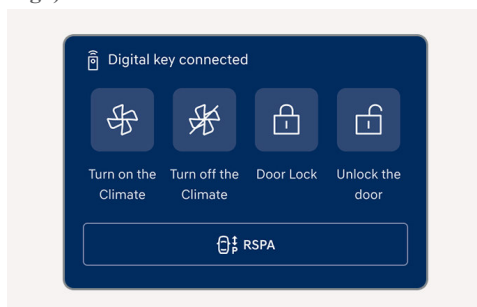 Digital key connected
Turn on the Climate
Turn off the Climate
Door Lock
Unlock the door
P RSPA